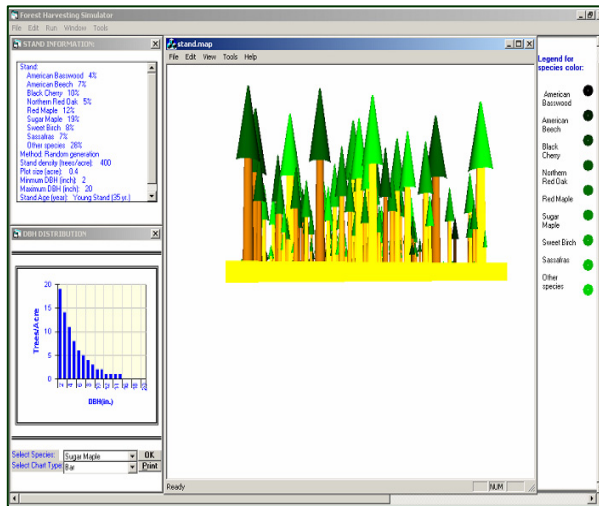 Forest Harvesting Simulator
File Edit Run Window Tools
STAND INFORMATION:
Stand:
American Basswood 4%
American Beech 7%
Black Cherry 10%
Northern Red Oak 5%
Red Maple 12%
Sugar Maple 19%
Sweet Birch 8%
Sassafras 7%
Other species 28%
Method: Random generation
Stand density (trees/acre): 400
Plot size (acre): 0.4
Minmum DBH (inch): 2
Maximum DBH (inch): 20
Stand Age (year): Young Stand (35 yr.)
DBH DISTRIBUTION
20
15
10
5
0
Trees/Acre
DBH(in.)
Select Species:
Sugar Maple
OK
Select Chart Type:
Bar
Print
stand.map
File Edit View Tools Help
Ready
NUM
Legend for
species color:
American
Basswood
American
Beech
Black
Cherry
Northern
Red Oak
Red Maple
Sugar
Maple
Sweet Birch
Sassafras
Other
species